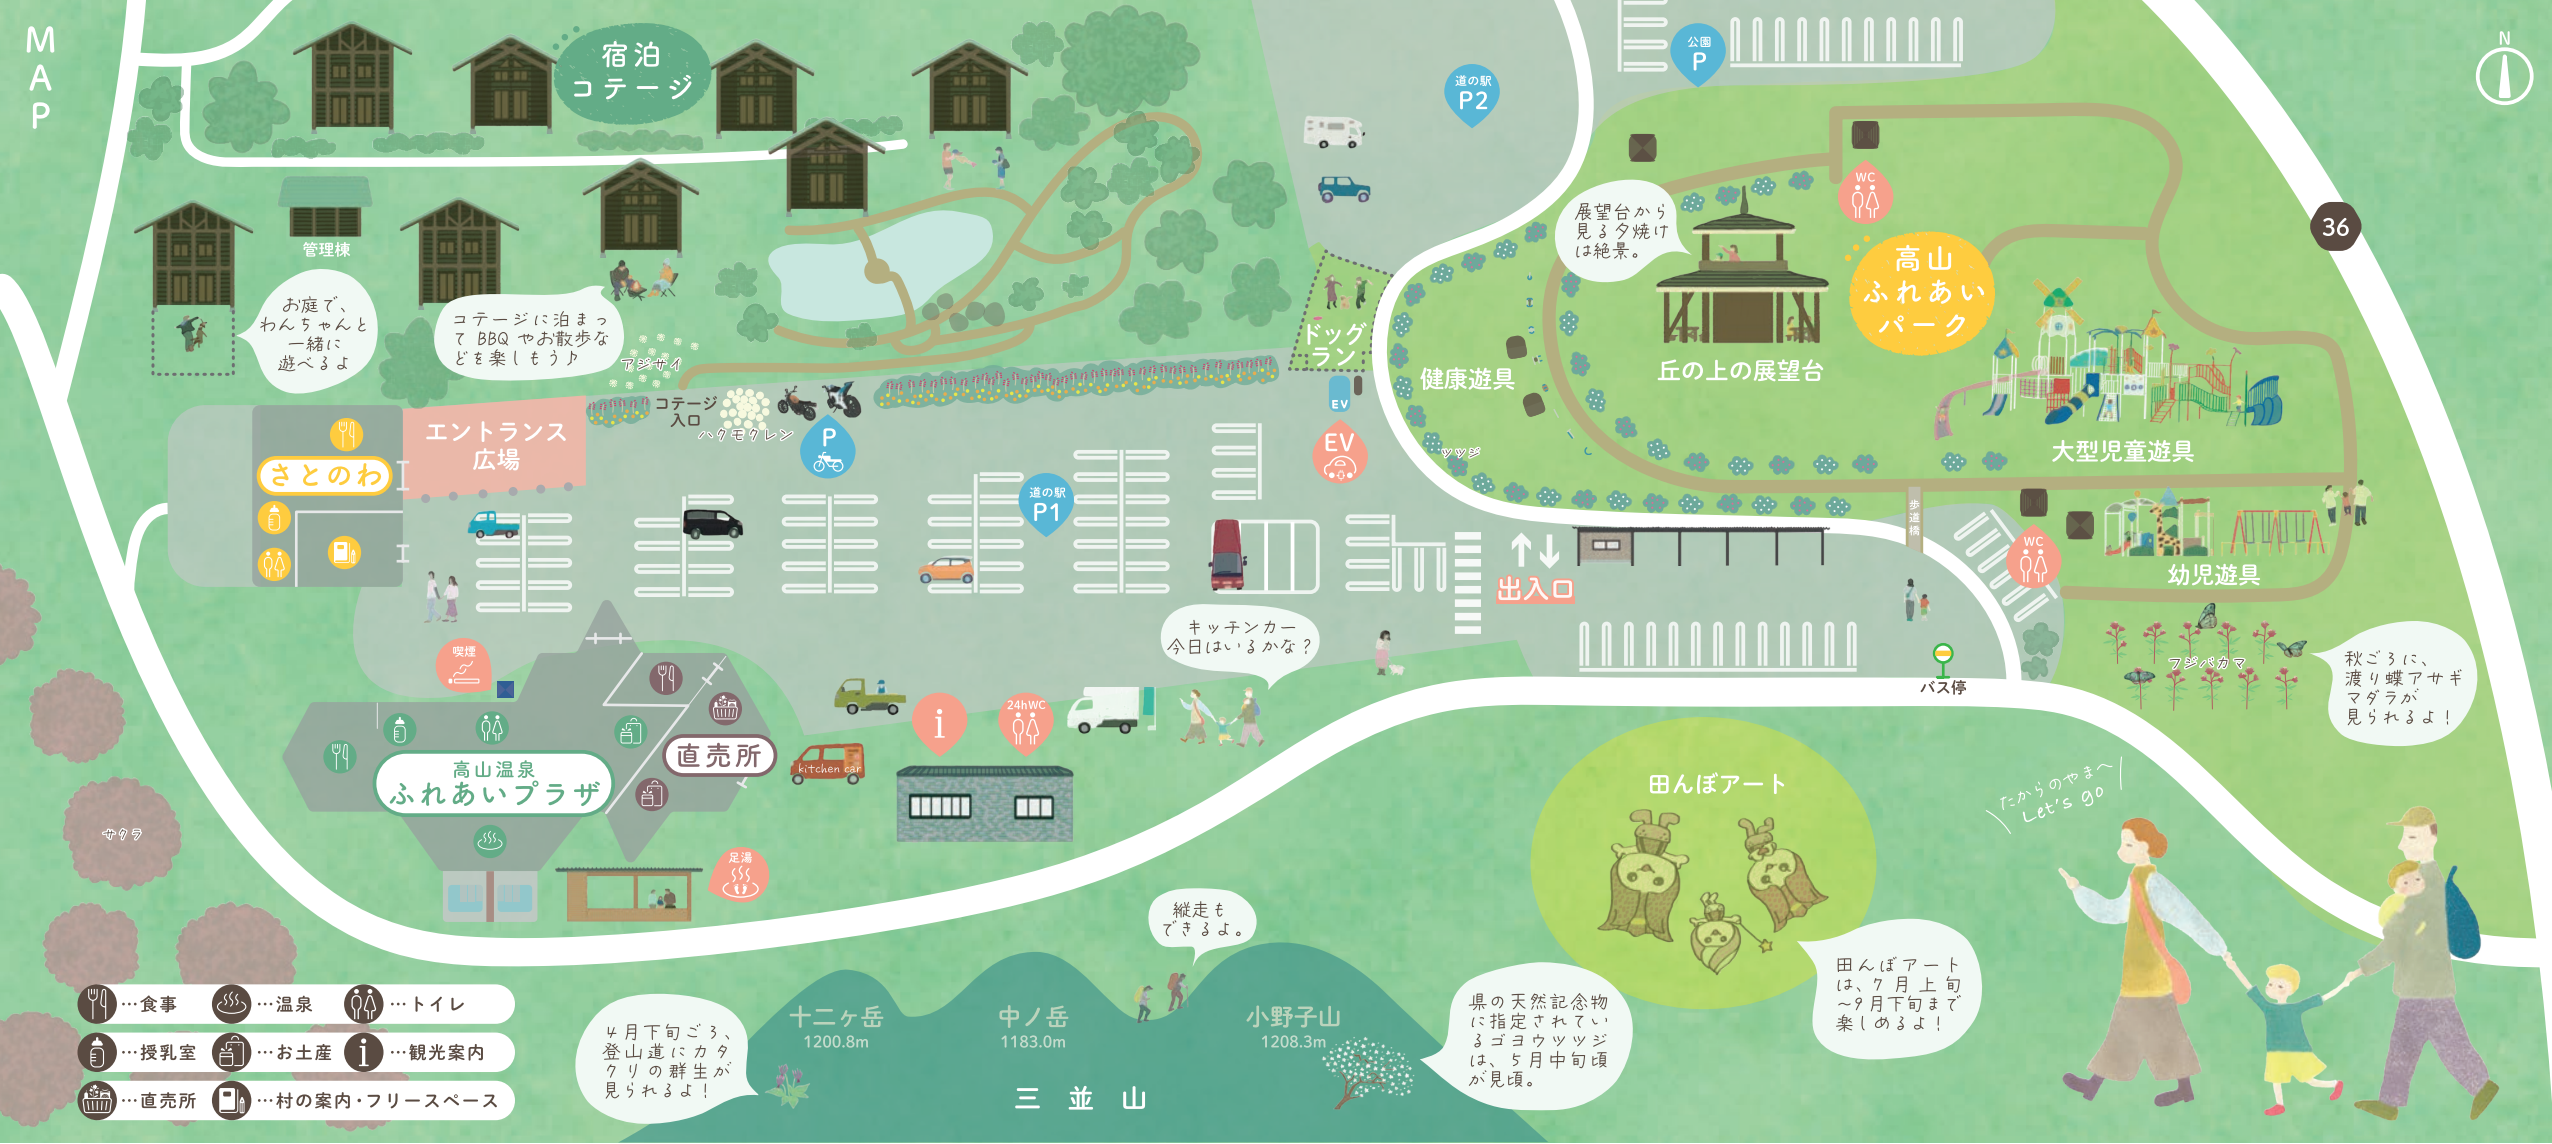 MAP
宿泊
コテージ
管理棟
お庭で、
わんちゃんと
一緒に
遊べるよ
コテージに泊まっ
て BBQ やお散歩な
どを楽しもう♪
アジサイ
コテージ
入口
ハクモクレン
エントランス
広場
さとのわ
P
道の駅
P1
道の駅
P2
公園
P
N
36
ドッグ
ラン
EV
EV
健康遊具
ツツジ
展望台から
見る夕焼け
は絶景。
丘の上の展望台
WC
高山
ふれあい
パーク
大型児童遊具
歩道橋
WC
幼児遊具
出入口
バス停
フジバカマ
秋ごろに、
渡り蝶アサギ
マダラが
見られるよ！
キッチンカー
今日はいるかな？
喫煙
直売所
高山温泉
ふれあいプラザ
足湯
kitchen car
i
24hWC
サクラ
田んぼアート
田んぼアート
は、7月上旬
〜9月下旬まで
楽しめるよ！
たからのやま〜
Let's go
縦走も
できるよ。
十二ヶ岳
1200.8m
中ノ岳
1183.0m
小野子山
1208.3m
三並山
4月下旬ごろ、
登山道にカタ
クリの群生が
見られるよ！
県の天然記念物
に指定されてい
るゴヨウツツジ
は、5月中旬頃
が見頃。
…食事
…温泉
…トイレ
…授乳室
…お土産
i
…観光案内
…直売所
…村の案内・フリースペース